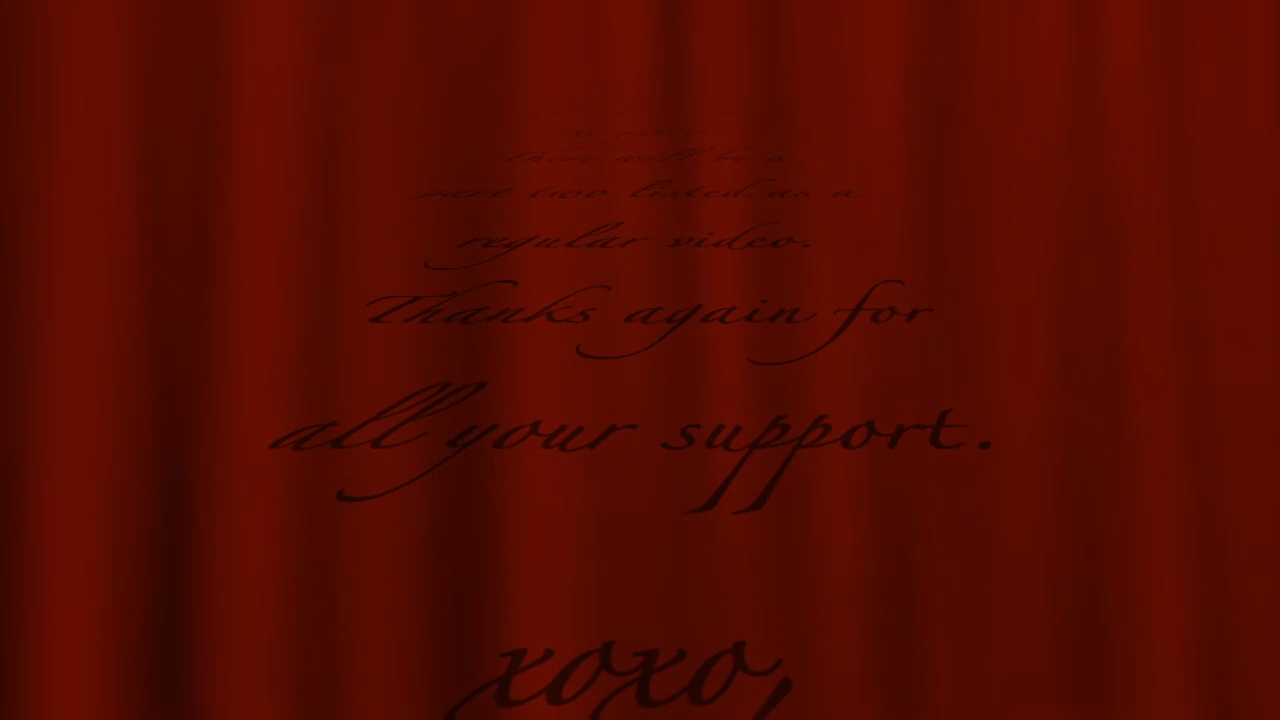 There will be a
part two listed as a
regular video.
Thanks again for
all your support.
xoxo,